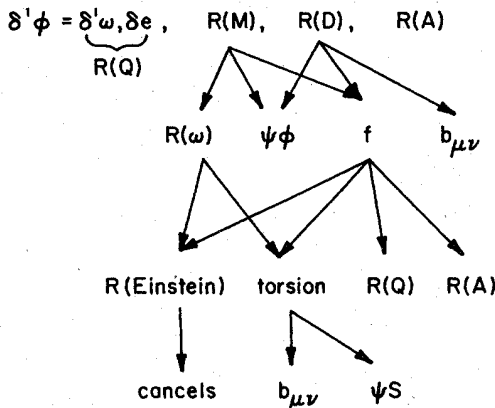 δ'φ = δ'ω, δe , R(M), R(D), R(A)
R(Q)
R(ω) ψφ f b_μν
R(Einstein) torsion R(Q) R(A)
cancels b_μν ψS